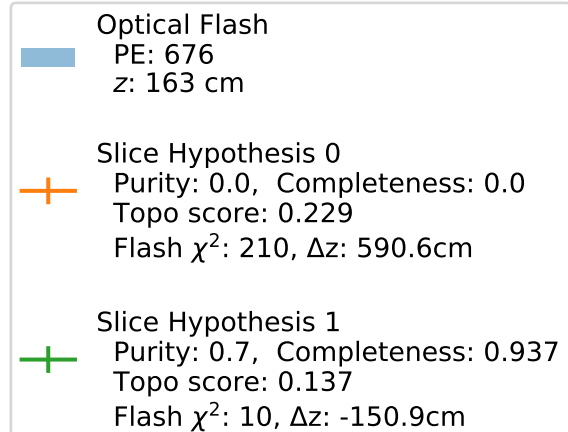 Optical Flash
PE: 676
z: 163 cm
Slice Hypothesis 0
Purity: 0.0,  Completeness: 0.0
Topo score: 0.229
Flash χ²: 210, Δz: 590.6cm
Slice Hypothesis 1
Purity: 0.7,  Completeness: 0.937
Topo score: 0.137
Flash χ²: 10, Δz: -150.9cm